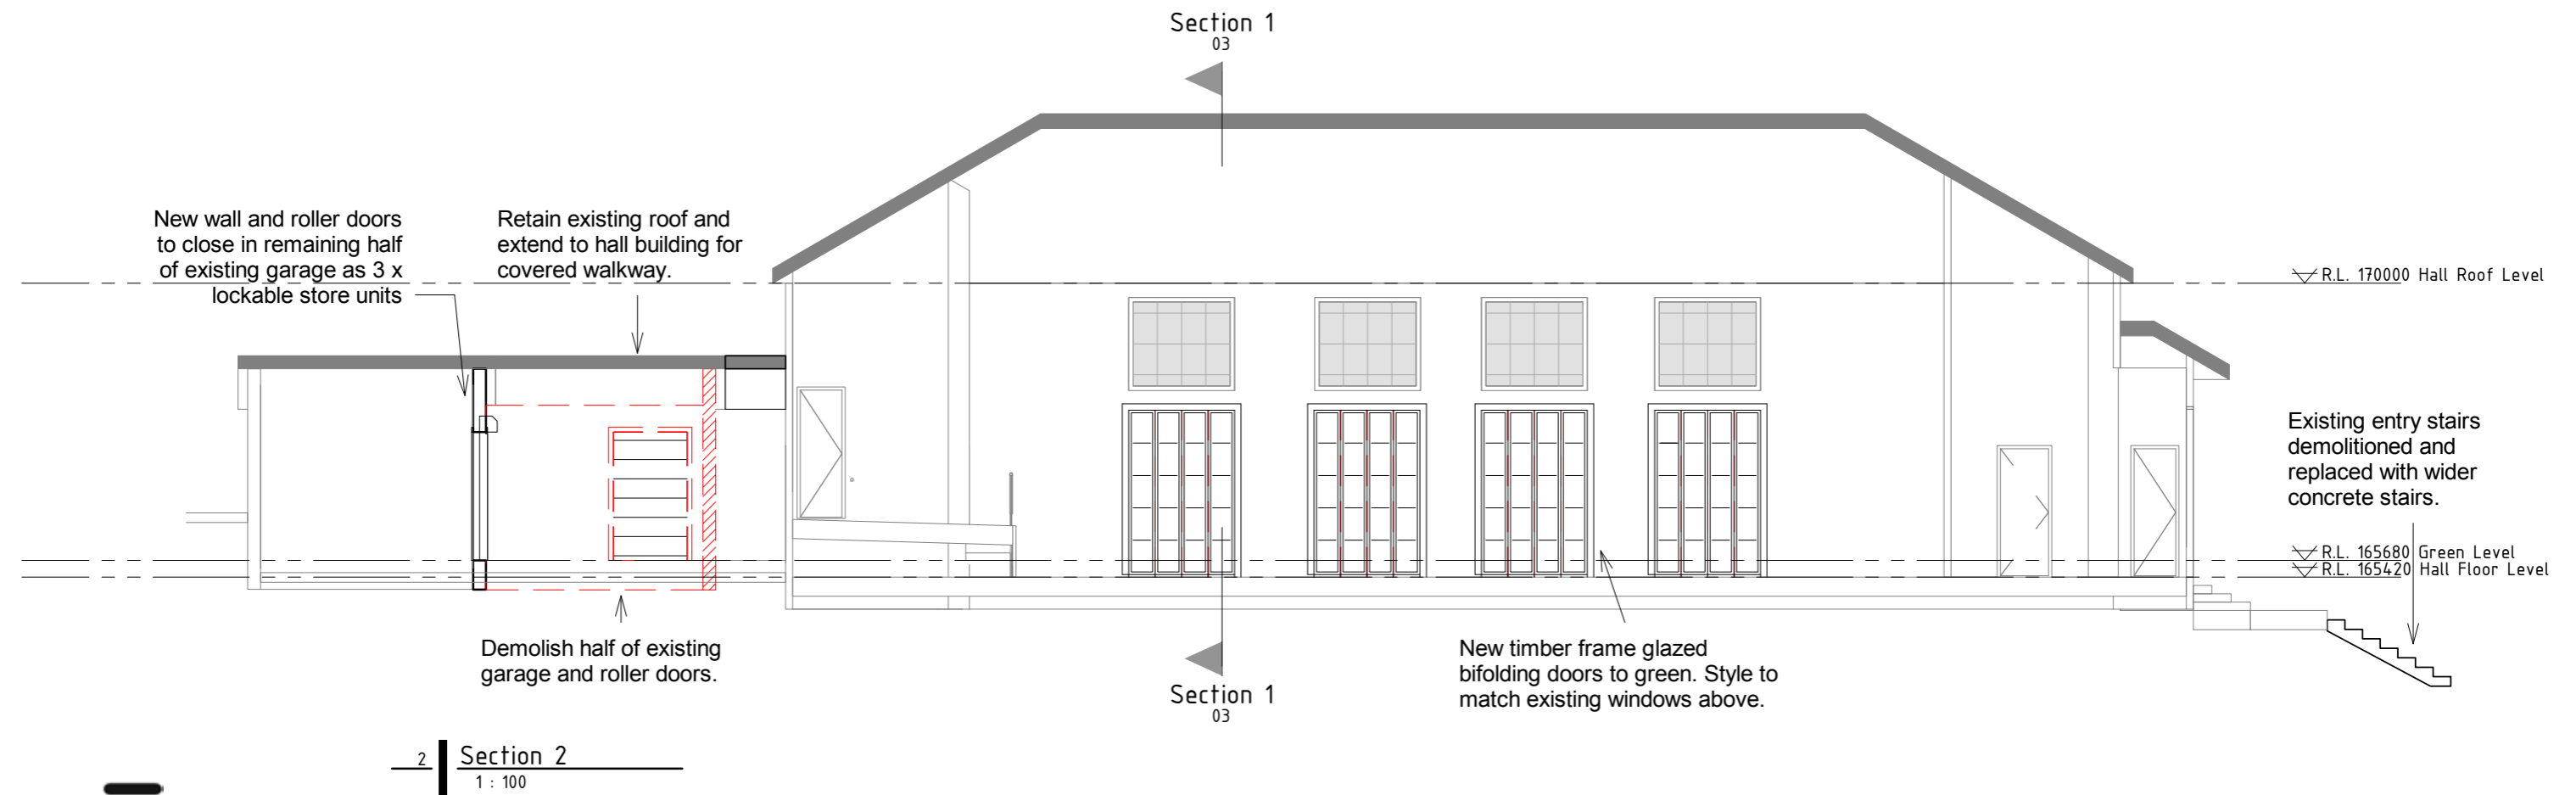 Section 1
03
New wall and roller doors
to close in remaining half
of existing garage as 3 x
lockable store units
Retain existing roof and
extend to hall building for
covered walkway.
R.L. 170000 Hall Roof Level
Existing entry stairs
demolitioned and
replaced with wider
concrete stairs.
R.L. 165680 Green Level
R.L. 165420 Hall Floor Level
Demolish half of existing
garage and roller doors.
New timber frame glazed
bifolding doors to green. Style to
match existing windows above.
Section 1
03
2 Section 2
1 : 100